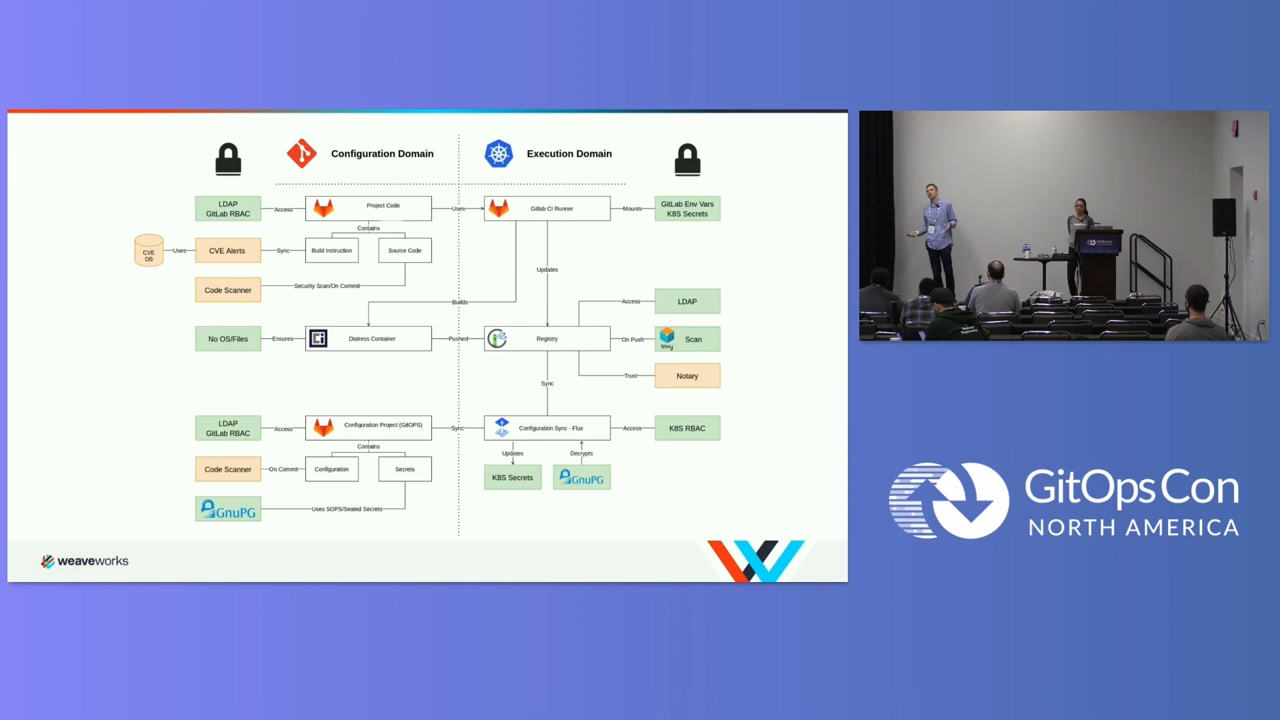 Configuration Domain
Execution Domain
LDAP
GitLab RBAC
Access
Project Code
Uses
Gitlab CI Runner
Mounts
GitLab Env Vars
K8S Secrets
Contains
CVE
DB
Uses
CVE Alerts
Sync
Build Instruction
Source Code
Updates
Code Scanner
Security Scan/On Commit
Builds
Access
LDAP
No OS/Files
Ensures
Distress Container
Pushed
Registry
On Push
Scan
Trust
Notary
Sync
LDAP
GitLab RBAC
Access
Configuration Project (GitOPS)
Sync
Configuration Sync - Flux
Access
K8S RBAC
Contains
Updates
Decrypts
Code Scanner
On Commit
Configuration
Secrets
K8S Secrets
GnuPG
GnuPG
Uses SOPS/Sealed Secrets
weaveworks
GitOpsCon
NORTH AMERICA